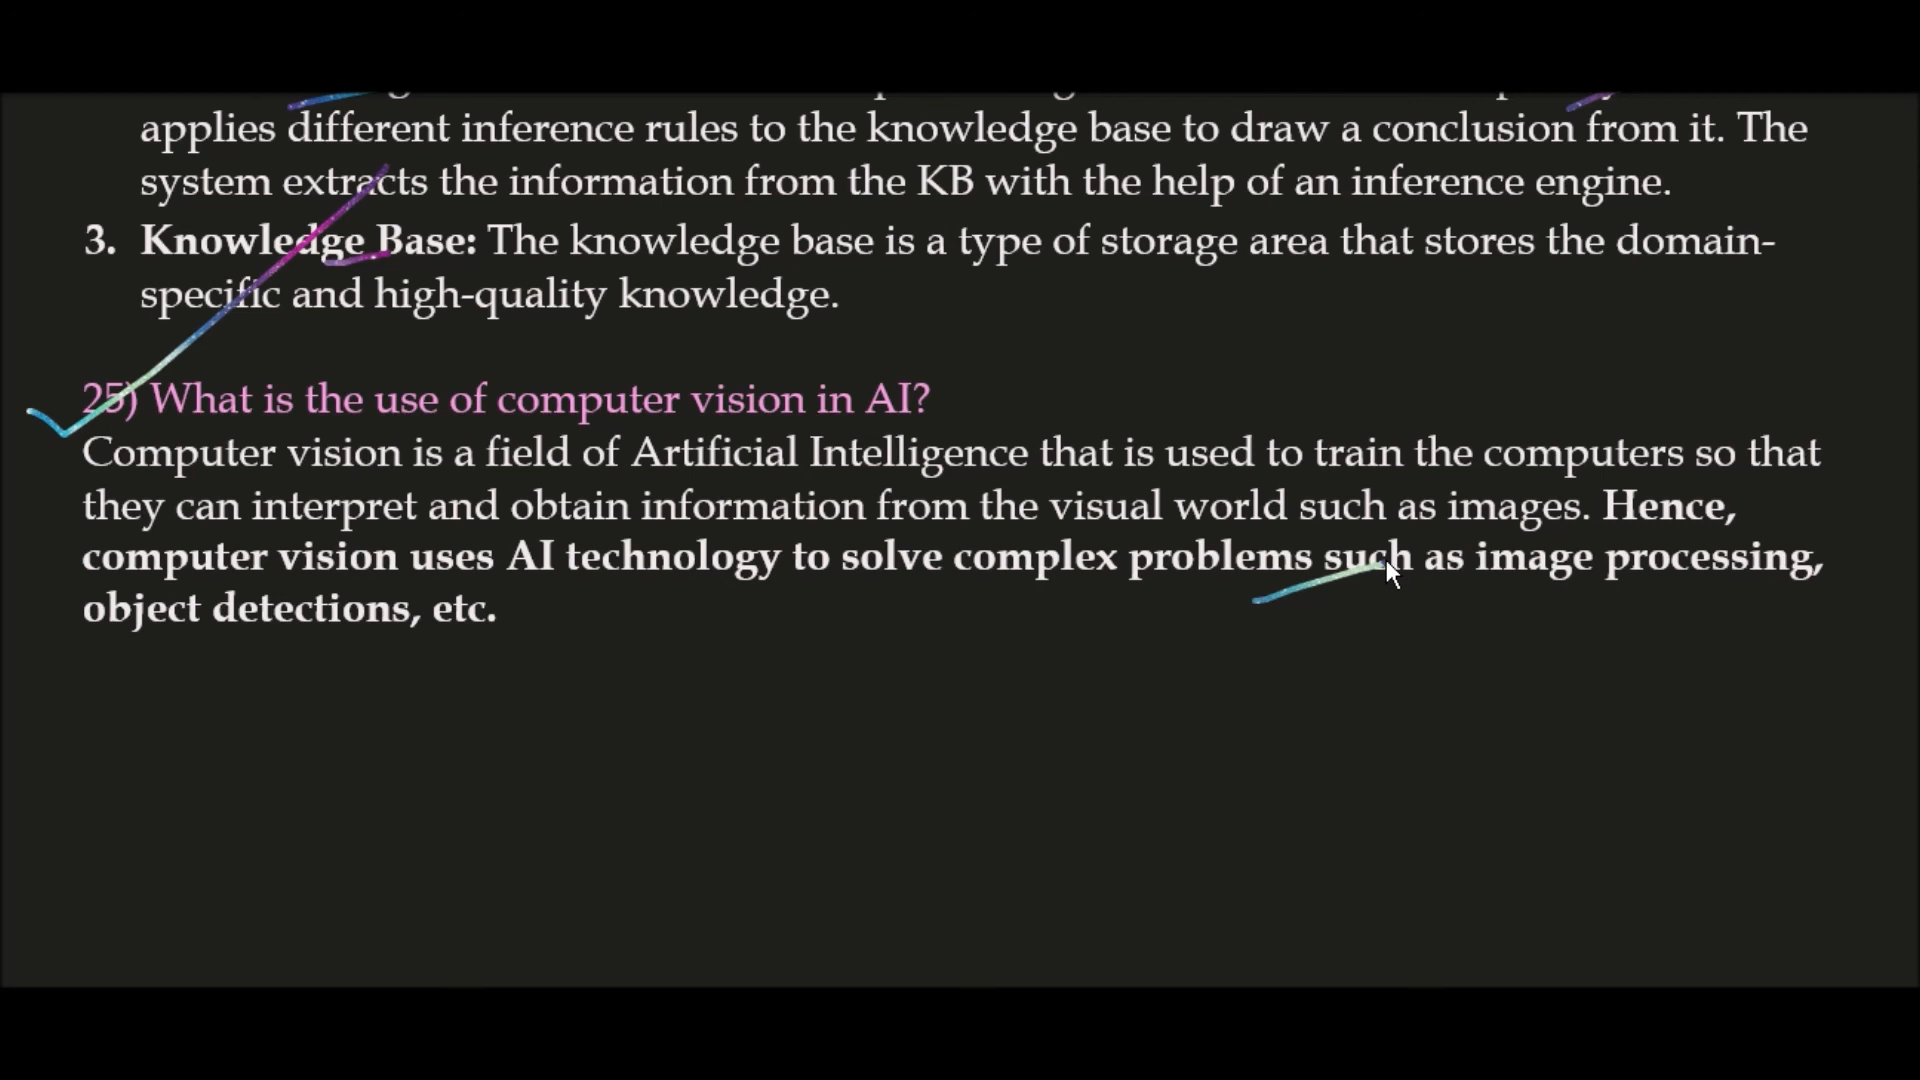 applies different inference rules to the knowledge base to draw a conclusion from it. The
system extracts the information from the KB with the help of an inference engine.
3. Knowledge Base: The knowledge base is a type of storage area that stores the domain-
specific and high-quality knowledge.
25) What is the use of computer vision in AI?
Computer vision is a field of Artificial Intelligence that is used to train the computers so that
they can interpret and obtain information from the visual world such as images. Hence,
computer vision uses AI technology to solve complex problems such as image processing,
object detections, etc.